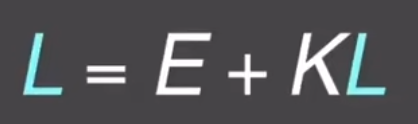 L = E + KL